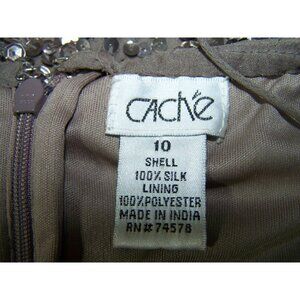 Caché
10
SHELL
100% SILK
LINING
100%POLYESTER
MADE IN INDIA
RN#74578